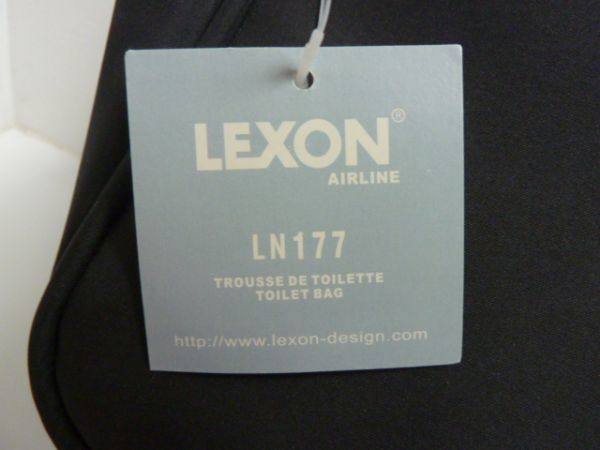 LEXON®
AIRLINE
LN177
TROUSSE DE TOILETTE
TOILET BAG
http://www.lexon-design.com